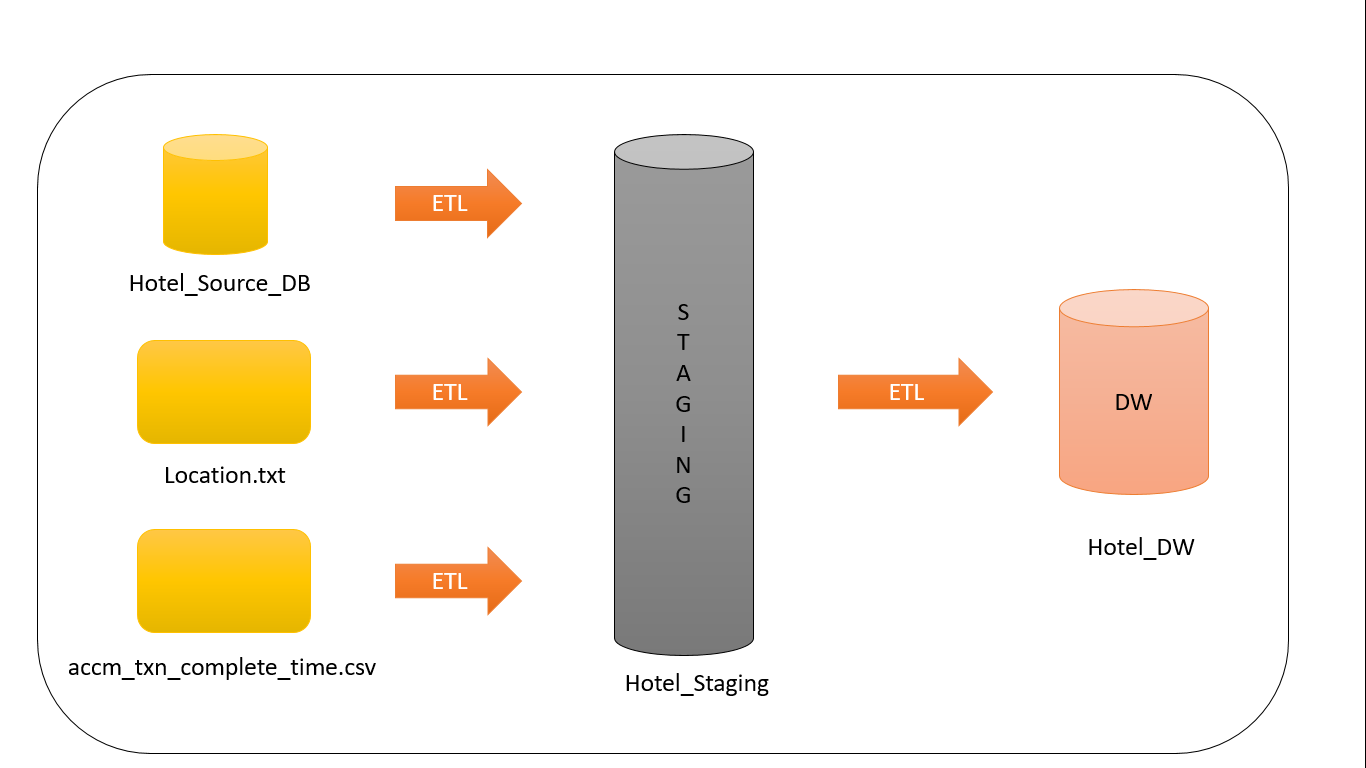 ETL
Hotel_Source_DB
ETL
Location.txt
ETL
accm_txn_complete_time.csv
S
T
A
G
I
N
G
Hotel_Staging
ETL
DW
Hotel_DW